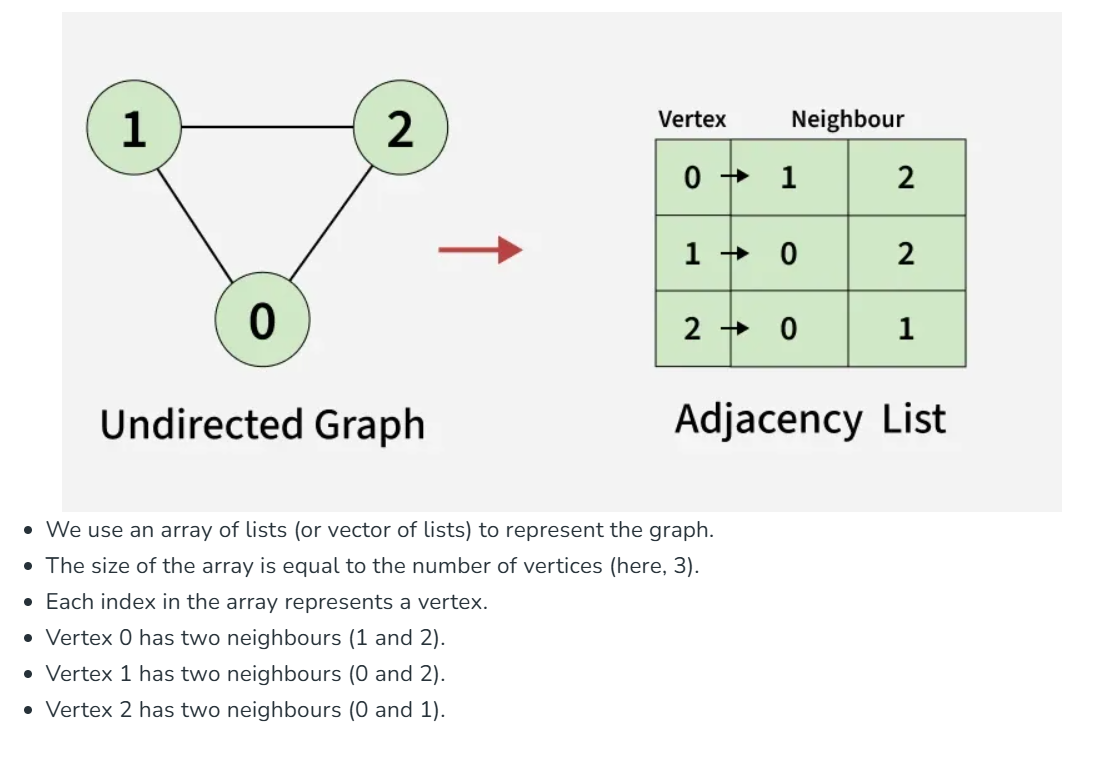 1 2
0
Undirected Graph
Vertex Neighbour
0 1 2
1 0 2
2 0 1
Adjacency List
We use an array of lists (or vector of lists) to represent the graph.
The size of the array is equal to the number of vertices (here, 3).
Each index in the array represents a vertex.
Vertex 0 has two neighbours (1 and 2).
Vertex 1 has two neighbours (0 and 2).
Vertex 2 has two neighbours (0 and 1).